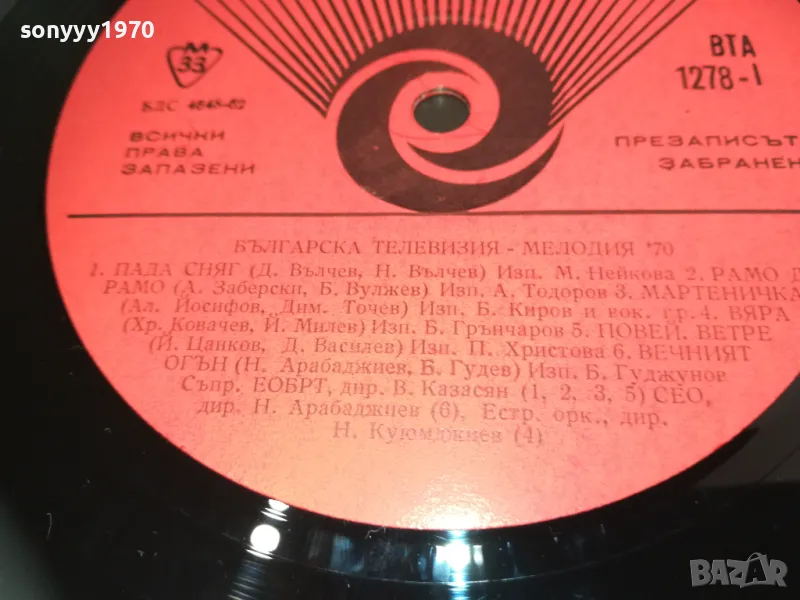 sonyyy1970
М
33
БДС 4648-62
ВТА
1278-I
ВСИЧКИ
ПРАВА
ЗАПАЗЕНИ
ПРЕЗАПИСЪТ
ЗАБРАНЕН
БЪЛГАРСКА ТЕЛЕВИЗИЯ - МЕЛОДИЯ '70
1. ПАДА СНЯГ (Д. Вълчев, Н. Вълчев) Изп. М. Нейкова 2. РАМО Д
РАМО (А. Заберски, Б. Вулжев) Изп. А. Тодоров 3. МАРТЕНИЧКА
(Ал. Йосифов, Дим. Точев) Изп. Б. Киров и вок. гр. 4. ВЯРА
(Хр. Ковачев, Й. Милев) Изп. Б. Грънчаров 5. ПОВЕЙ, ВЕТРЕ
(Й. Цанков, Д. Василев) Изп. П. Христова 6. ВЕЧНИЯТ
ОГЪН (Н. Арабаджиев, Б. Гудев) Изп. Б. Гуджунов
Съпр. ЕОБРТ, дир. В. Казасян (1, 2, 3, 5) СЕО,
дир. Н. Арабаджиев (6), Естр. орк., дир.
Н. Куюмджиев (4)
BAZAR